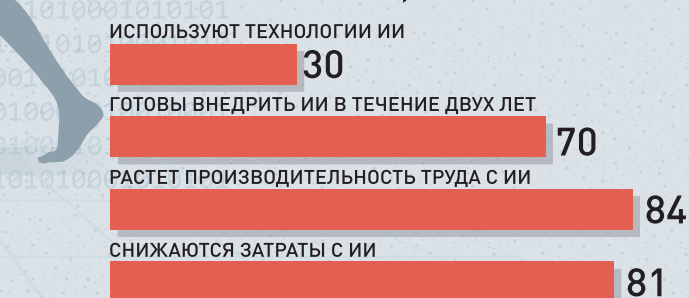 ИСПОЛЬЗУЮТ ТЕХНОЛОГИИ ИИ
30
ГОТОВЫ ВНЕДРИТЬ ИИ В ТЕЧЕНИЕ ДВУХ ЛЕТ
70
РАСТЕТ ПРОИЗВОДИТЕЛЬНОСТЬ ТРУДА С ИИ
84
СНИЖАЮТСЯ ЗАТРАТЫ С ИИ
81